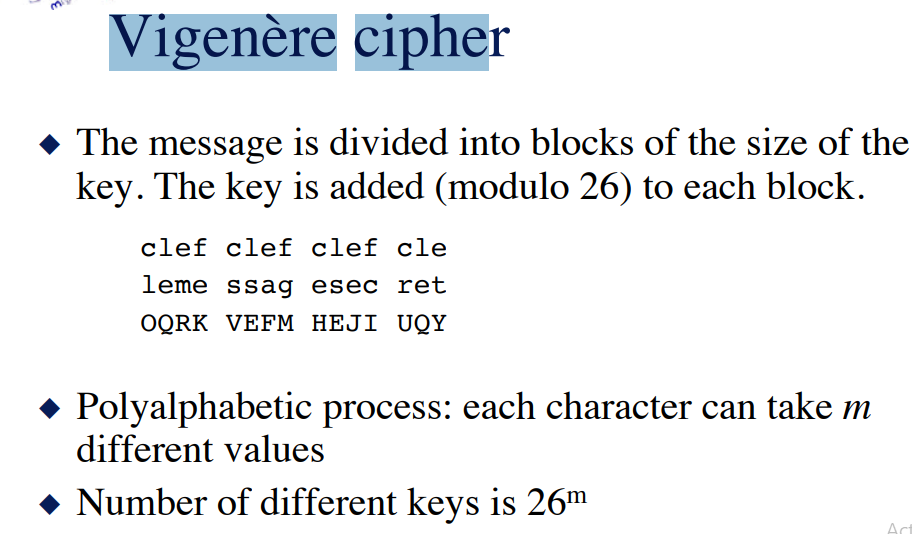 Vigenère cipher
◆ The message is divided into blocks of the size of the
key. The key is added (modulo 26) to each block.
clef clef clef cle
leme ssag esec ret
OQRK VEFM HEJI UQY
◆ Polyalphabetic process: each character can take m
different values
◆ Number of different keys is 26ᵐ